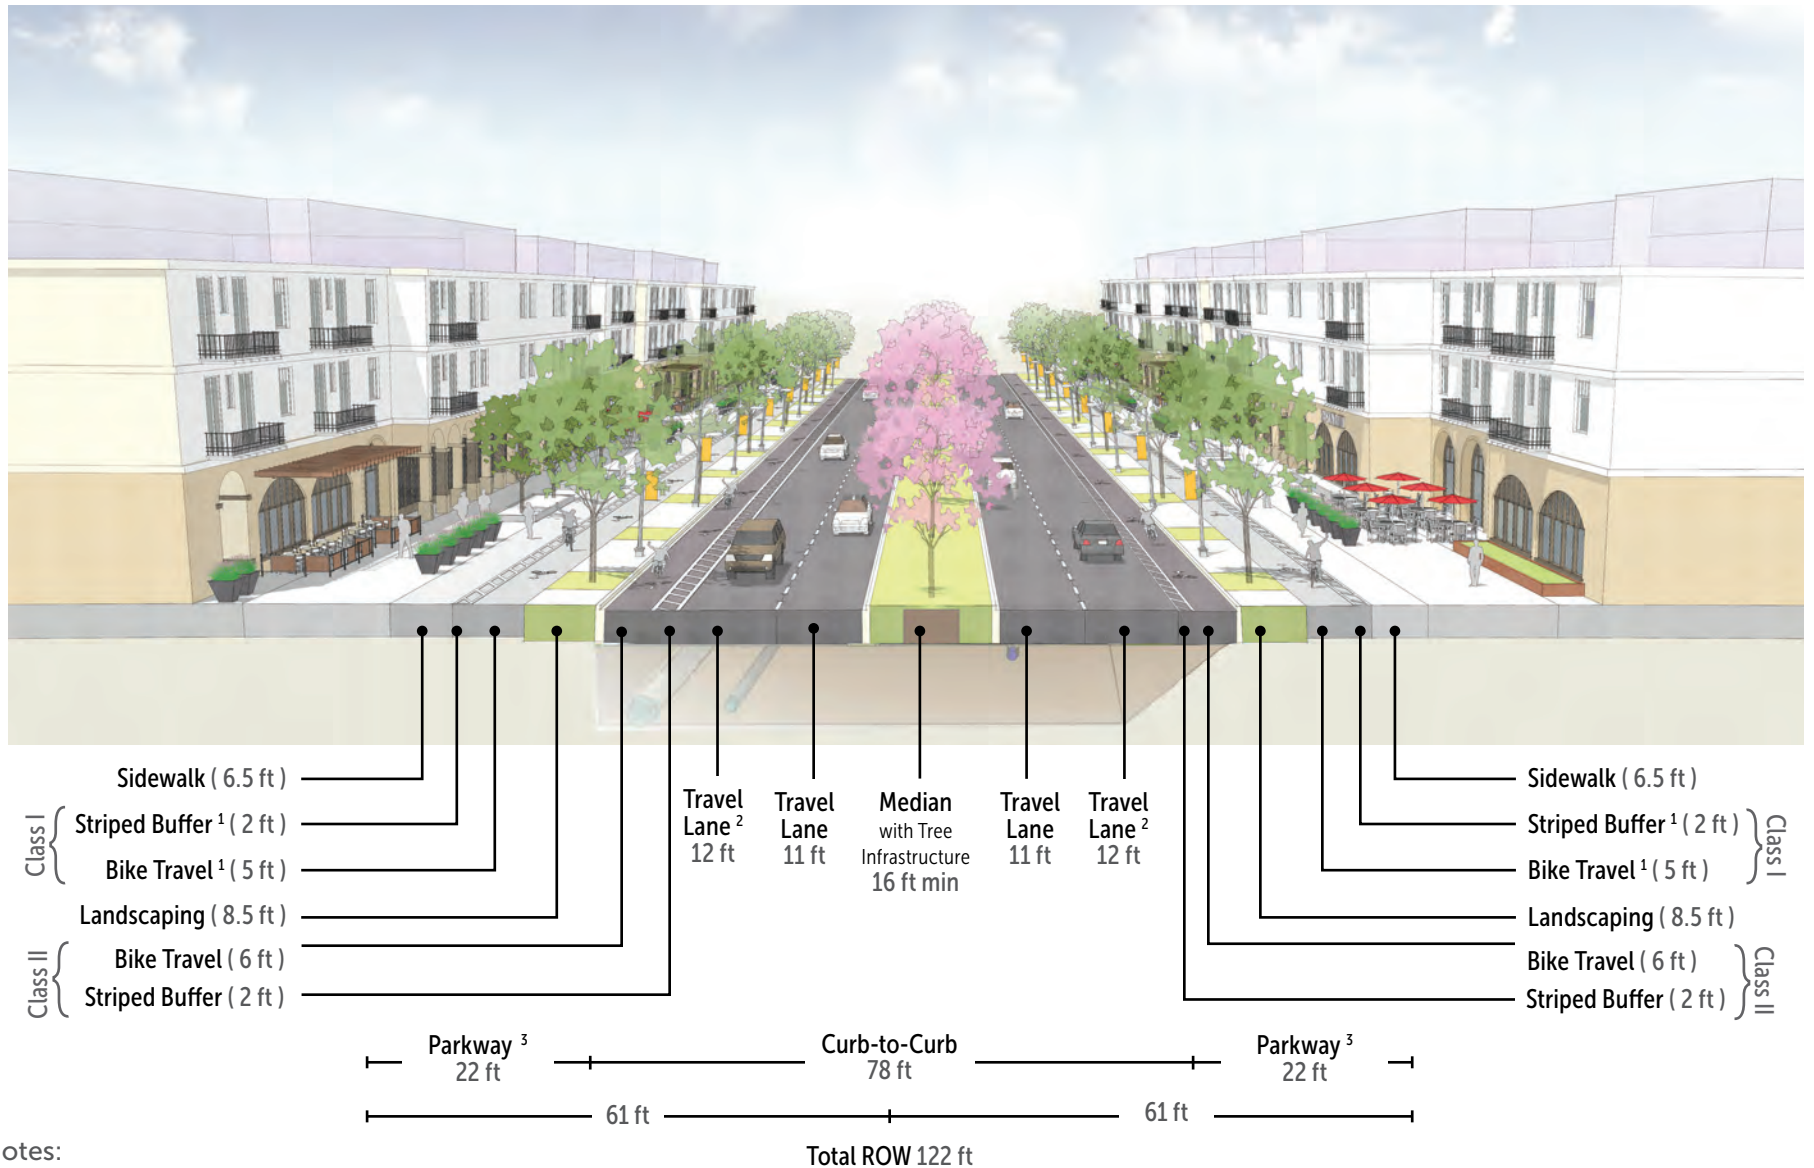 Sidewalk ( 6.5 ft )
Class I
Striped Buffer ¹ ( 2 ft )
Bike Travel ¹ ( 5 ft )
Landscaping ( 8.5 ft )
Class II
Bike Travel ( 6 ft )
Striped Buffer ( 2 ft )
Travel
Lane ²
12 ft
Travel
Lane
11 ft
Median
with Tree
Infrastructure
16 ft min
Travel
Lane
11 ft
Travel
Lane ²
12 ft
Sidewalk ( 6.5 ft )
Striped Buffer ¹ ( 2 ft )
Bike Travel ¹ ( 5 ft )
Class I
Landscaping ( 8.5 ft )
Bike Travel ( 6 ft )
Striped Buffer ( 2 ft )
Class II
Parkway ³
22 ft
Curb-to-Curb
78 ft
Parkway ³
22 ft
61 ft
61 ft
Total ROW 122 ft
otes: